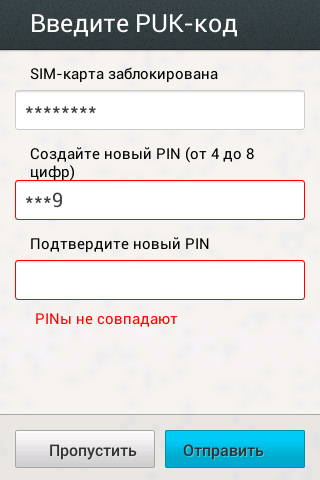 Введите PUK-код
SIM-карта заблокирована
********
Создайте новый PIN (от 4 до 8
цифр)
***9
Подтвердите новый PIN
PINы не совпадают
Пропустить
Отправить